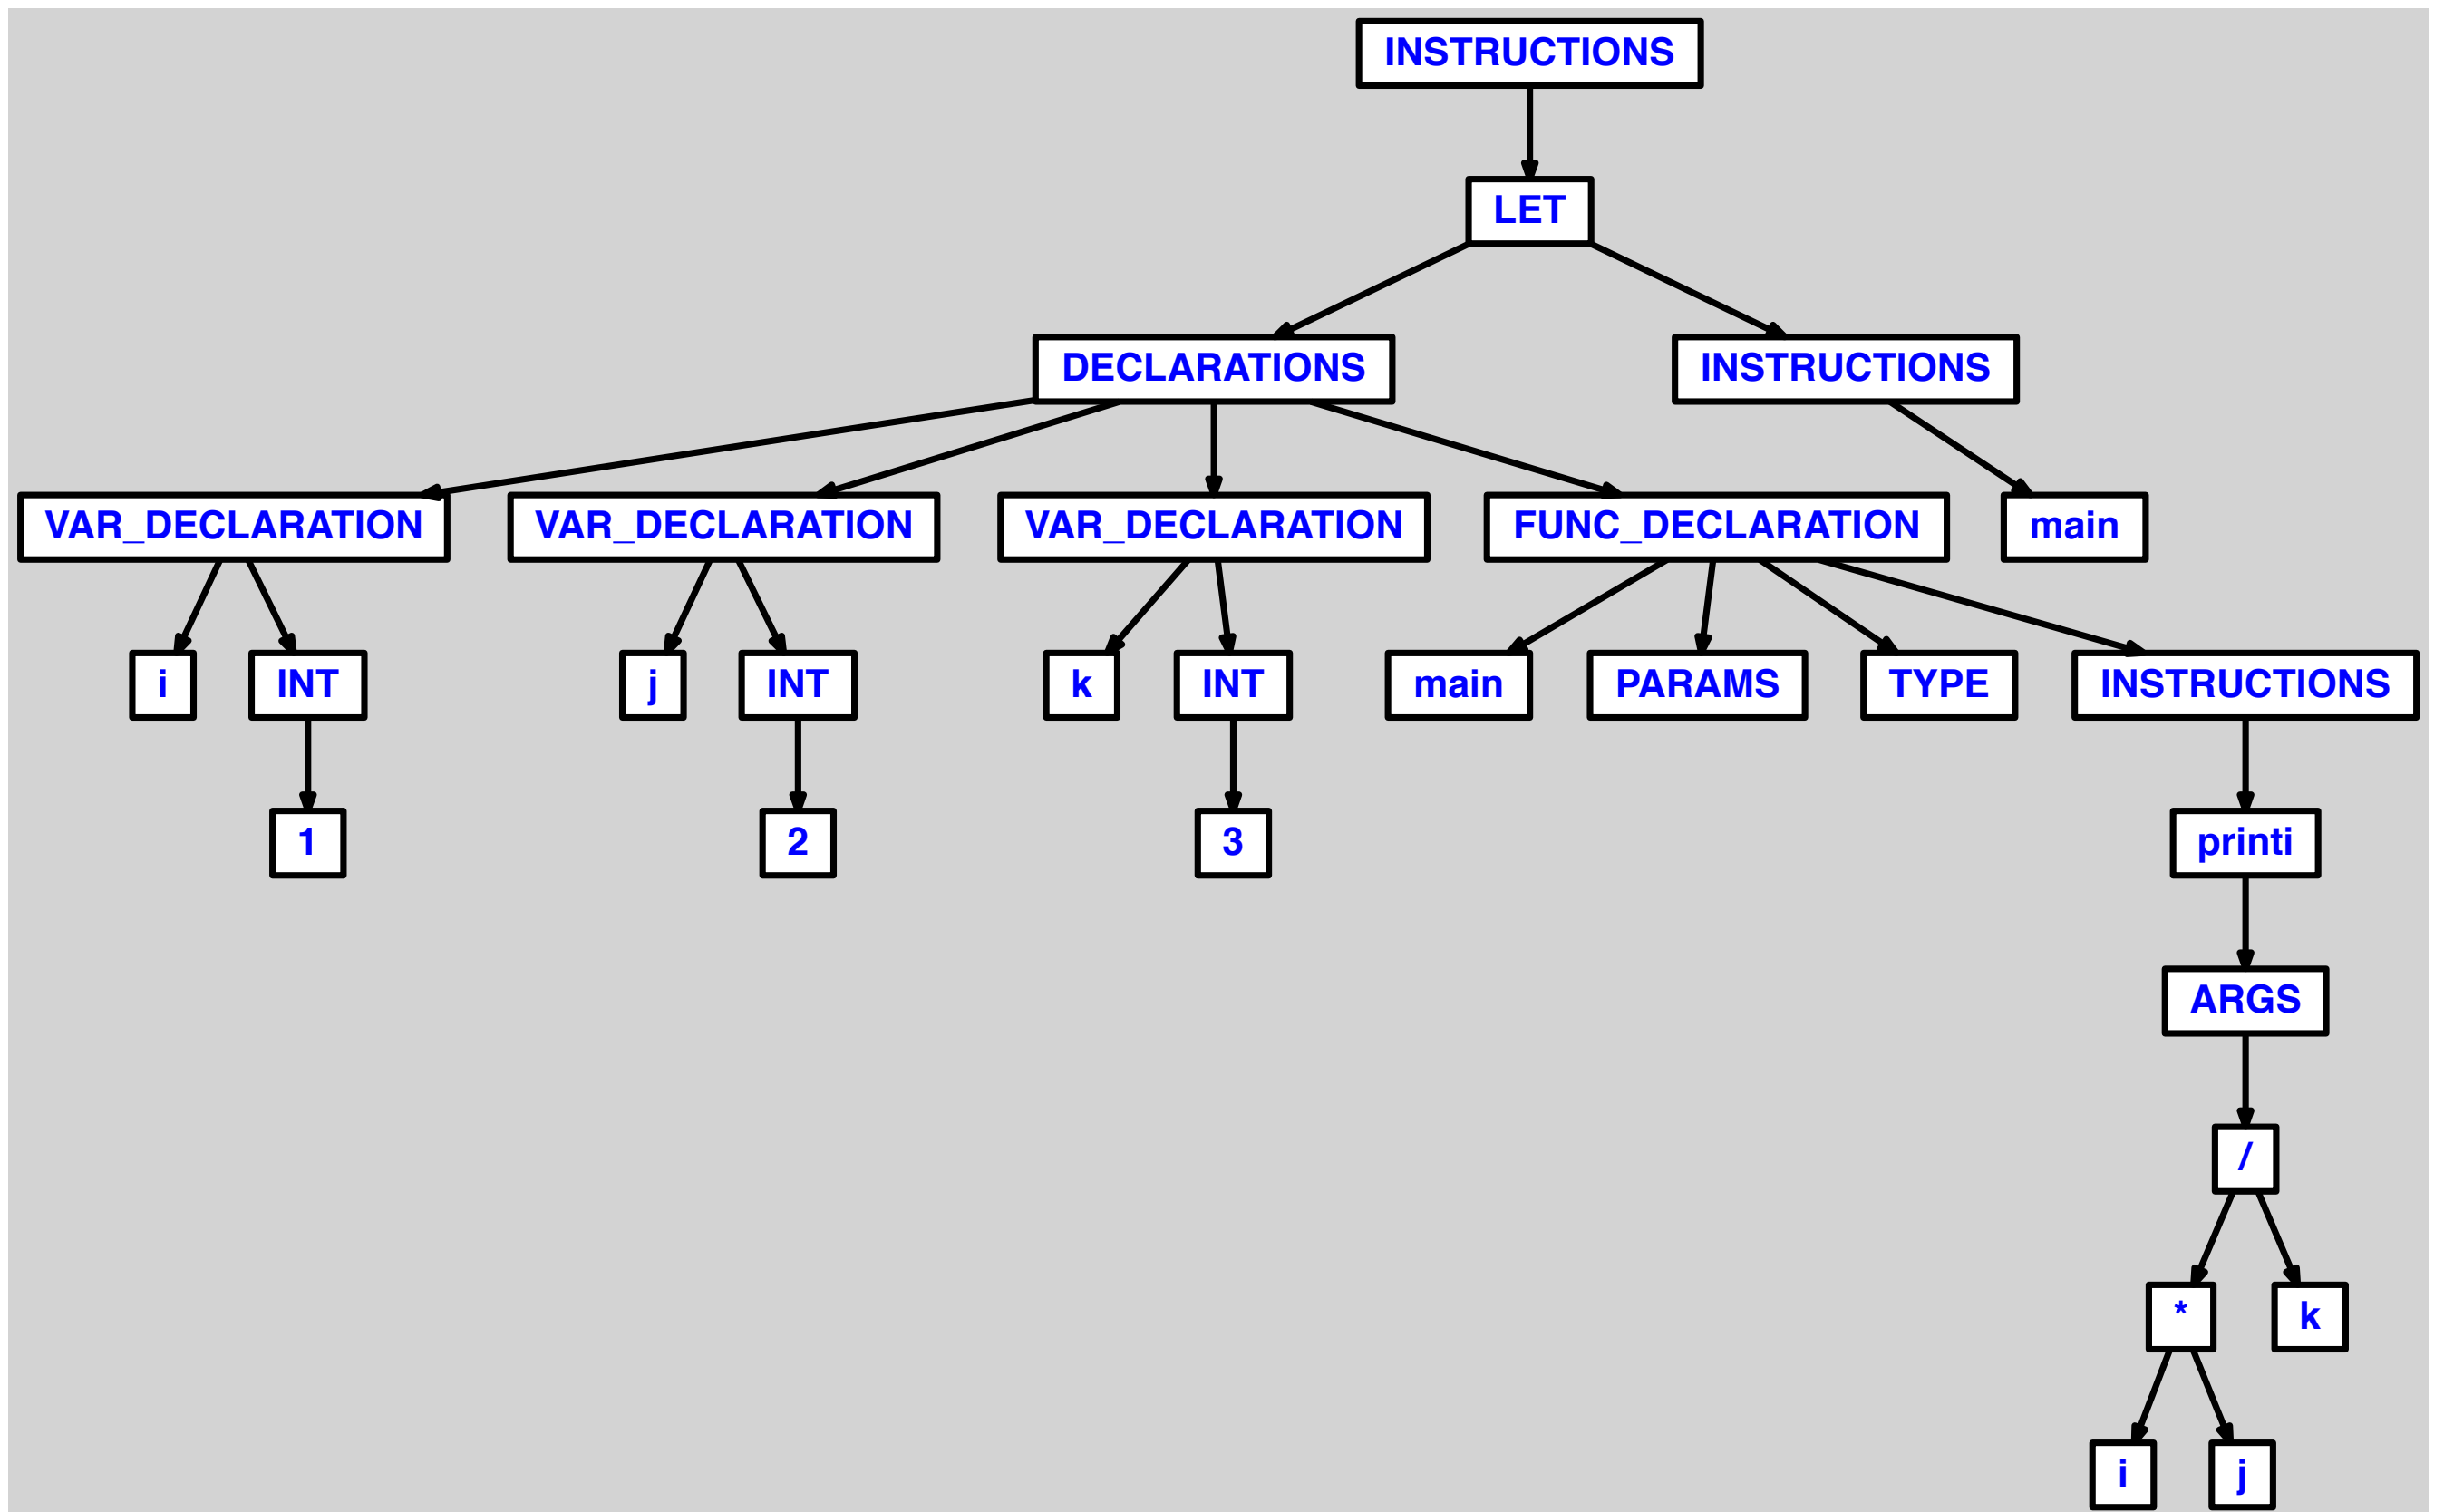 INSTRUCTIONS
LET
DECLARATIONS
INSTRUCTIONS
VAR_DECLARATION
VAR_DECLARATION
VAR_DECLARATION
FUNC_DECLARATION
main
i
INT
j
INT
k
INT
main
PARAMS
TYPE
INSTRUCTIONS
1
2
3
printi
ARGS
/
*
k
i
j